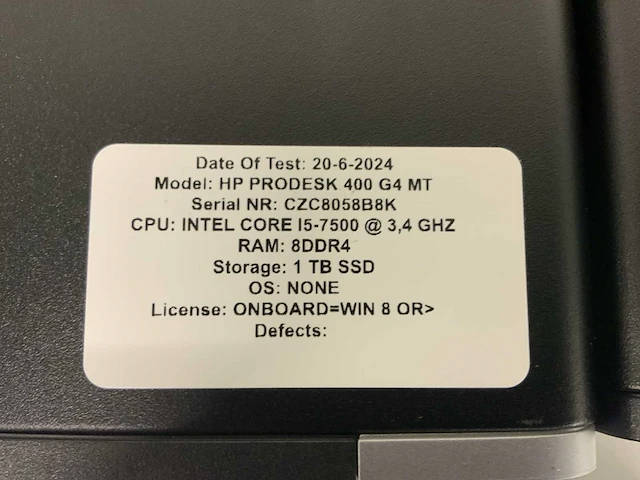 Date Of Test: 20-6-2024
Model: HP PRODESK 400 G4 MT
Serial NR: CZC8058B8K
CPU: INTEL CORE I5-7500 @ 3,4 GHZ
RAM: 8DDR4
Storage: 1 TB SSD
OS: NONE
License: ONBOARD=WIN 8 OR>
Defects: